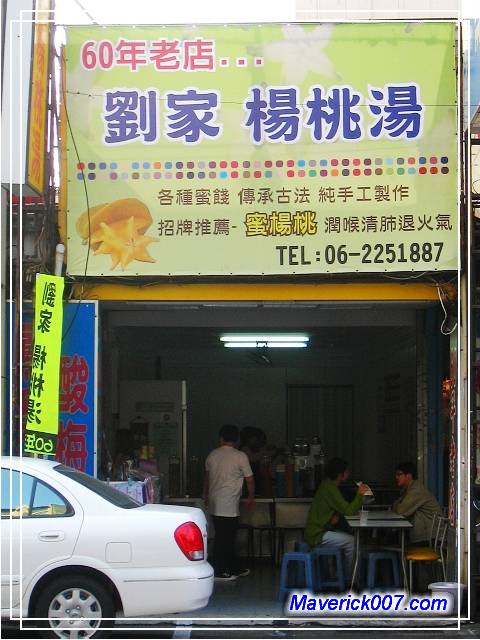 60年老店...
劉家 楊桃湯
各種蜜餞 傳承古法 純手工製作
招牌推薦-蜜楊桃 潤喉清肺退火氣
TEL:06-2251887
劉家 楊桃湯 60年
酸梅
Maverick007.com